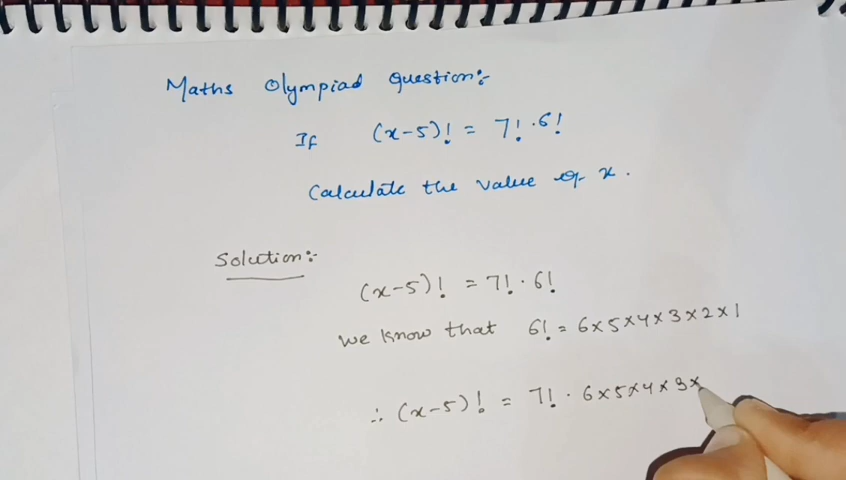 Maths Olympiad Question:-
If (x-5)! = 7! · 6!
Calculate the value of x.
Solution:-
(x-5)! = 7! · 6!
We know that 6! = 6×5×4×3×2×1
∴ (x-5)! = 7! · 6×5×4×3×